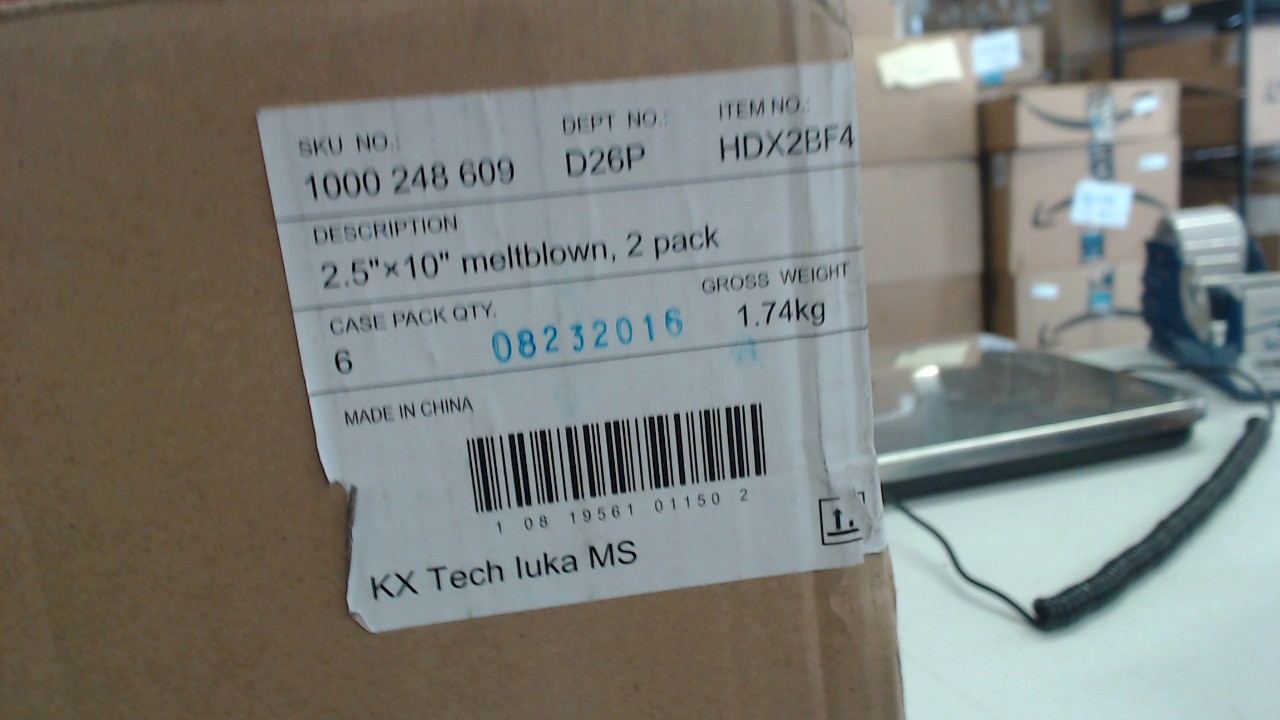 SKU NO.: DEPT NO.: ITEM NO.:
1000 248 609 D26P HDX2BF4
DESCRIPTION
2.5"×10" meltblown, 2 pack
CASE PACK QTY. GROSS WEIGHT
6 08232016 1.74kg
MADE IN CHINA
1 08 19561 01150 2
KX Tech Iuka MS